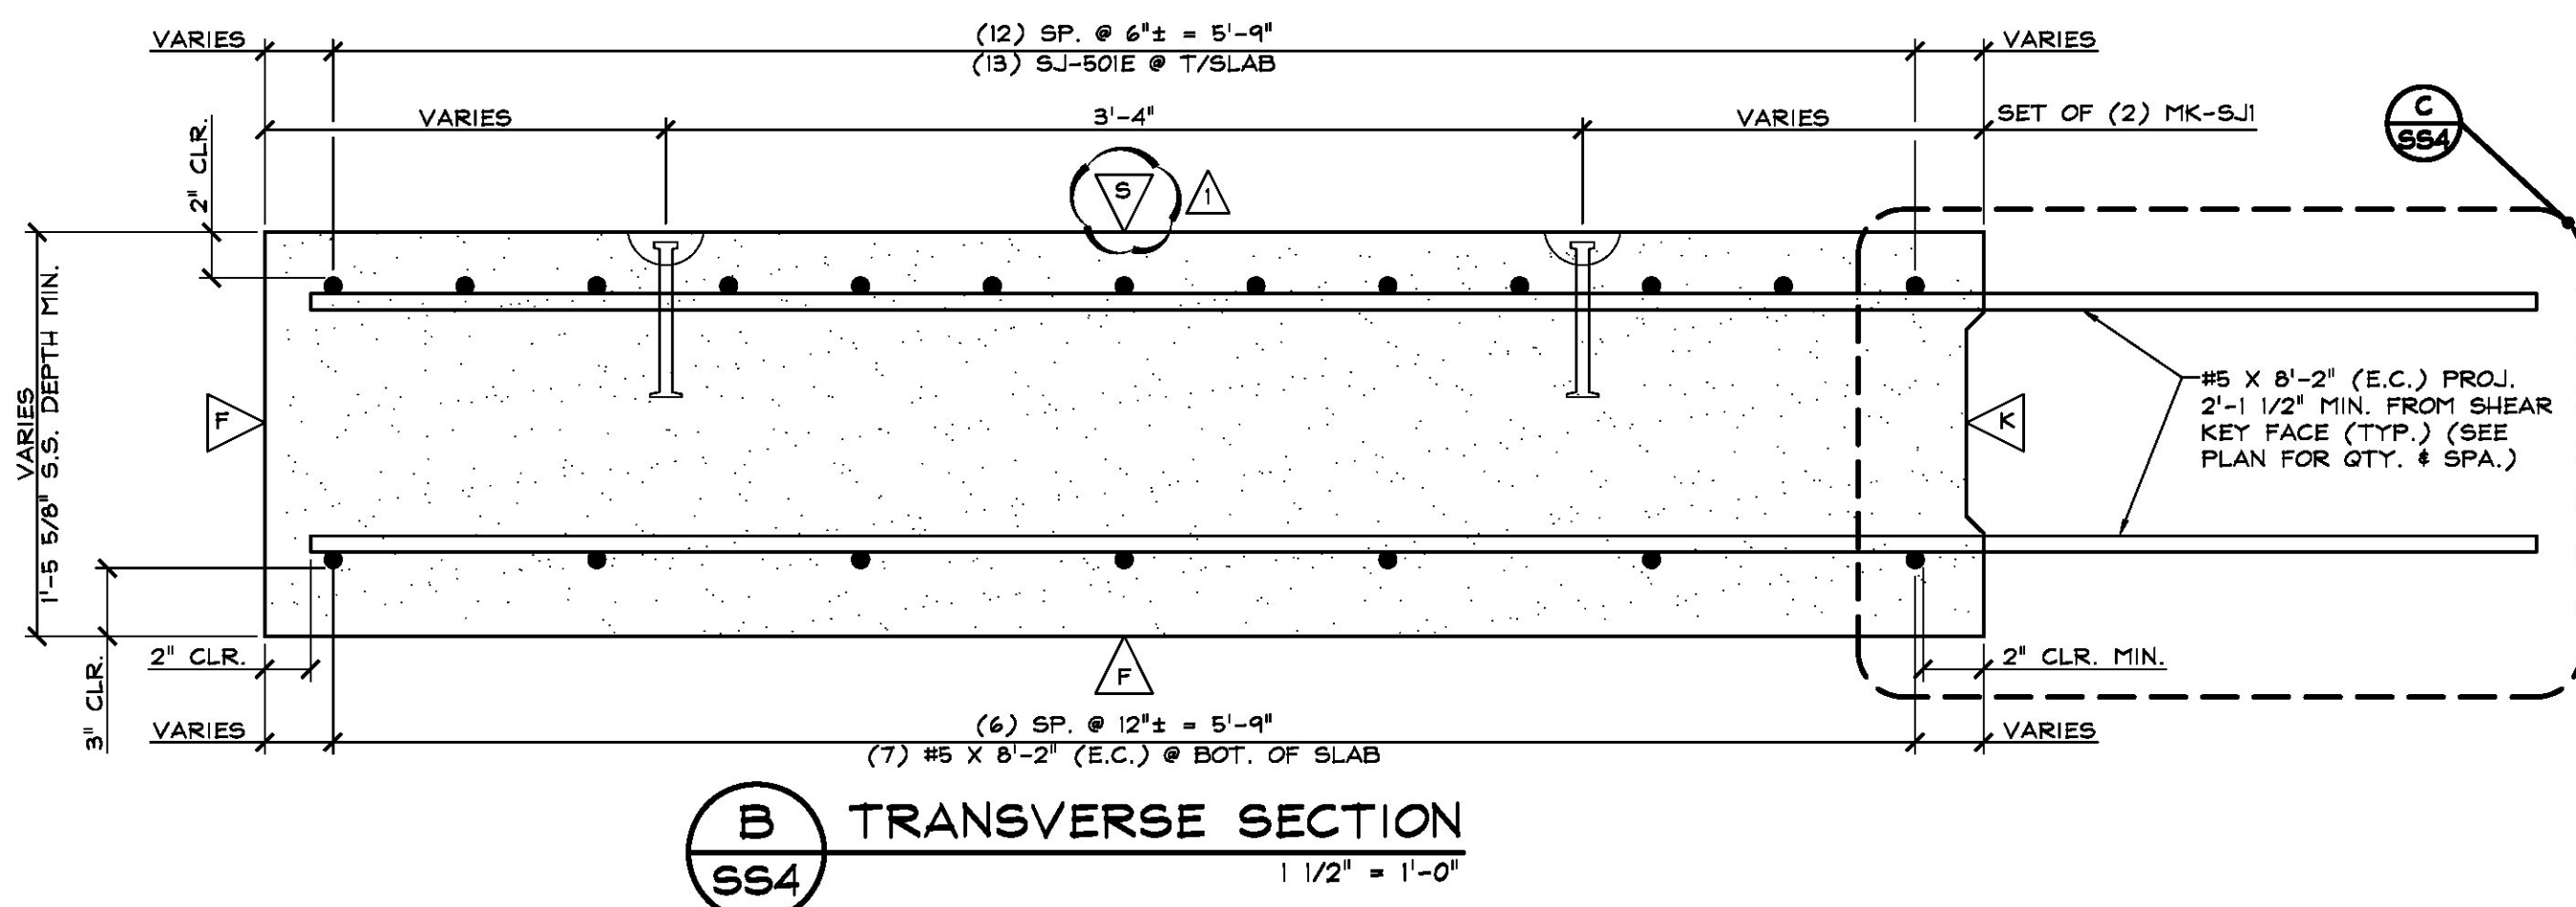 (12) SP. @ 6"± = 5'-9"
VARIES
VARIES
(13) SJ-501E @ T/SLAB
VARIES
3'-4"
VARIES
SET OF (2) MK-SJ1
C
SS4
2" CLR.
S
1
VARIES
1'-5 5/8" S.S. DEPTH MIN.
F
K
#5 X 8'-2" (E.C.) PROJ.
2'-1 1/2" MIN. FROM SHEAR
KEY FACE (TYP.) (SEE
PLAN FOR QTY. & SPA.)
2" CLR.
3" CLR.
F
2" CLR. MIN.
VARIES
(6) SP. @ 12"± = 5'-9"
VARIES
(7) #5 X 8'-2" (E.C.) @ BOT. OF SLAB
B
SS4
TRANSVERSE SECTION
1 1/2" = 1'-0"